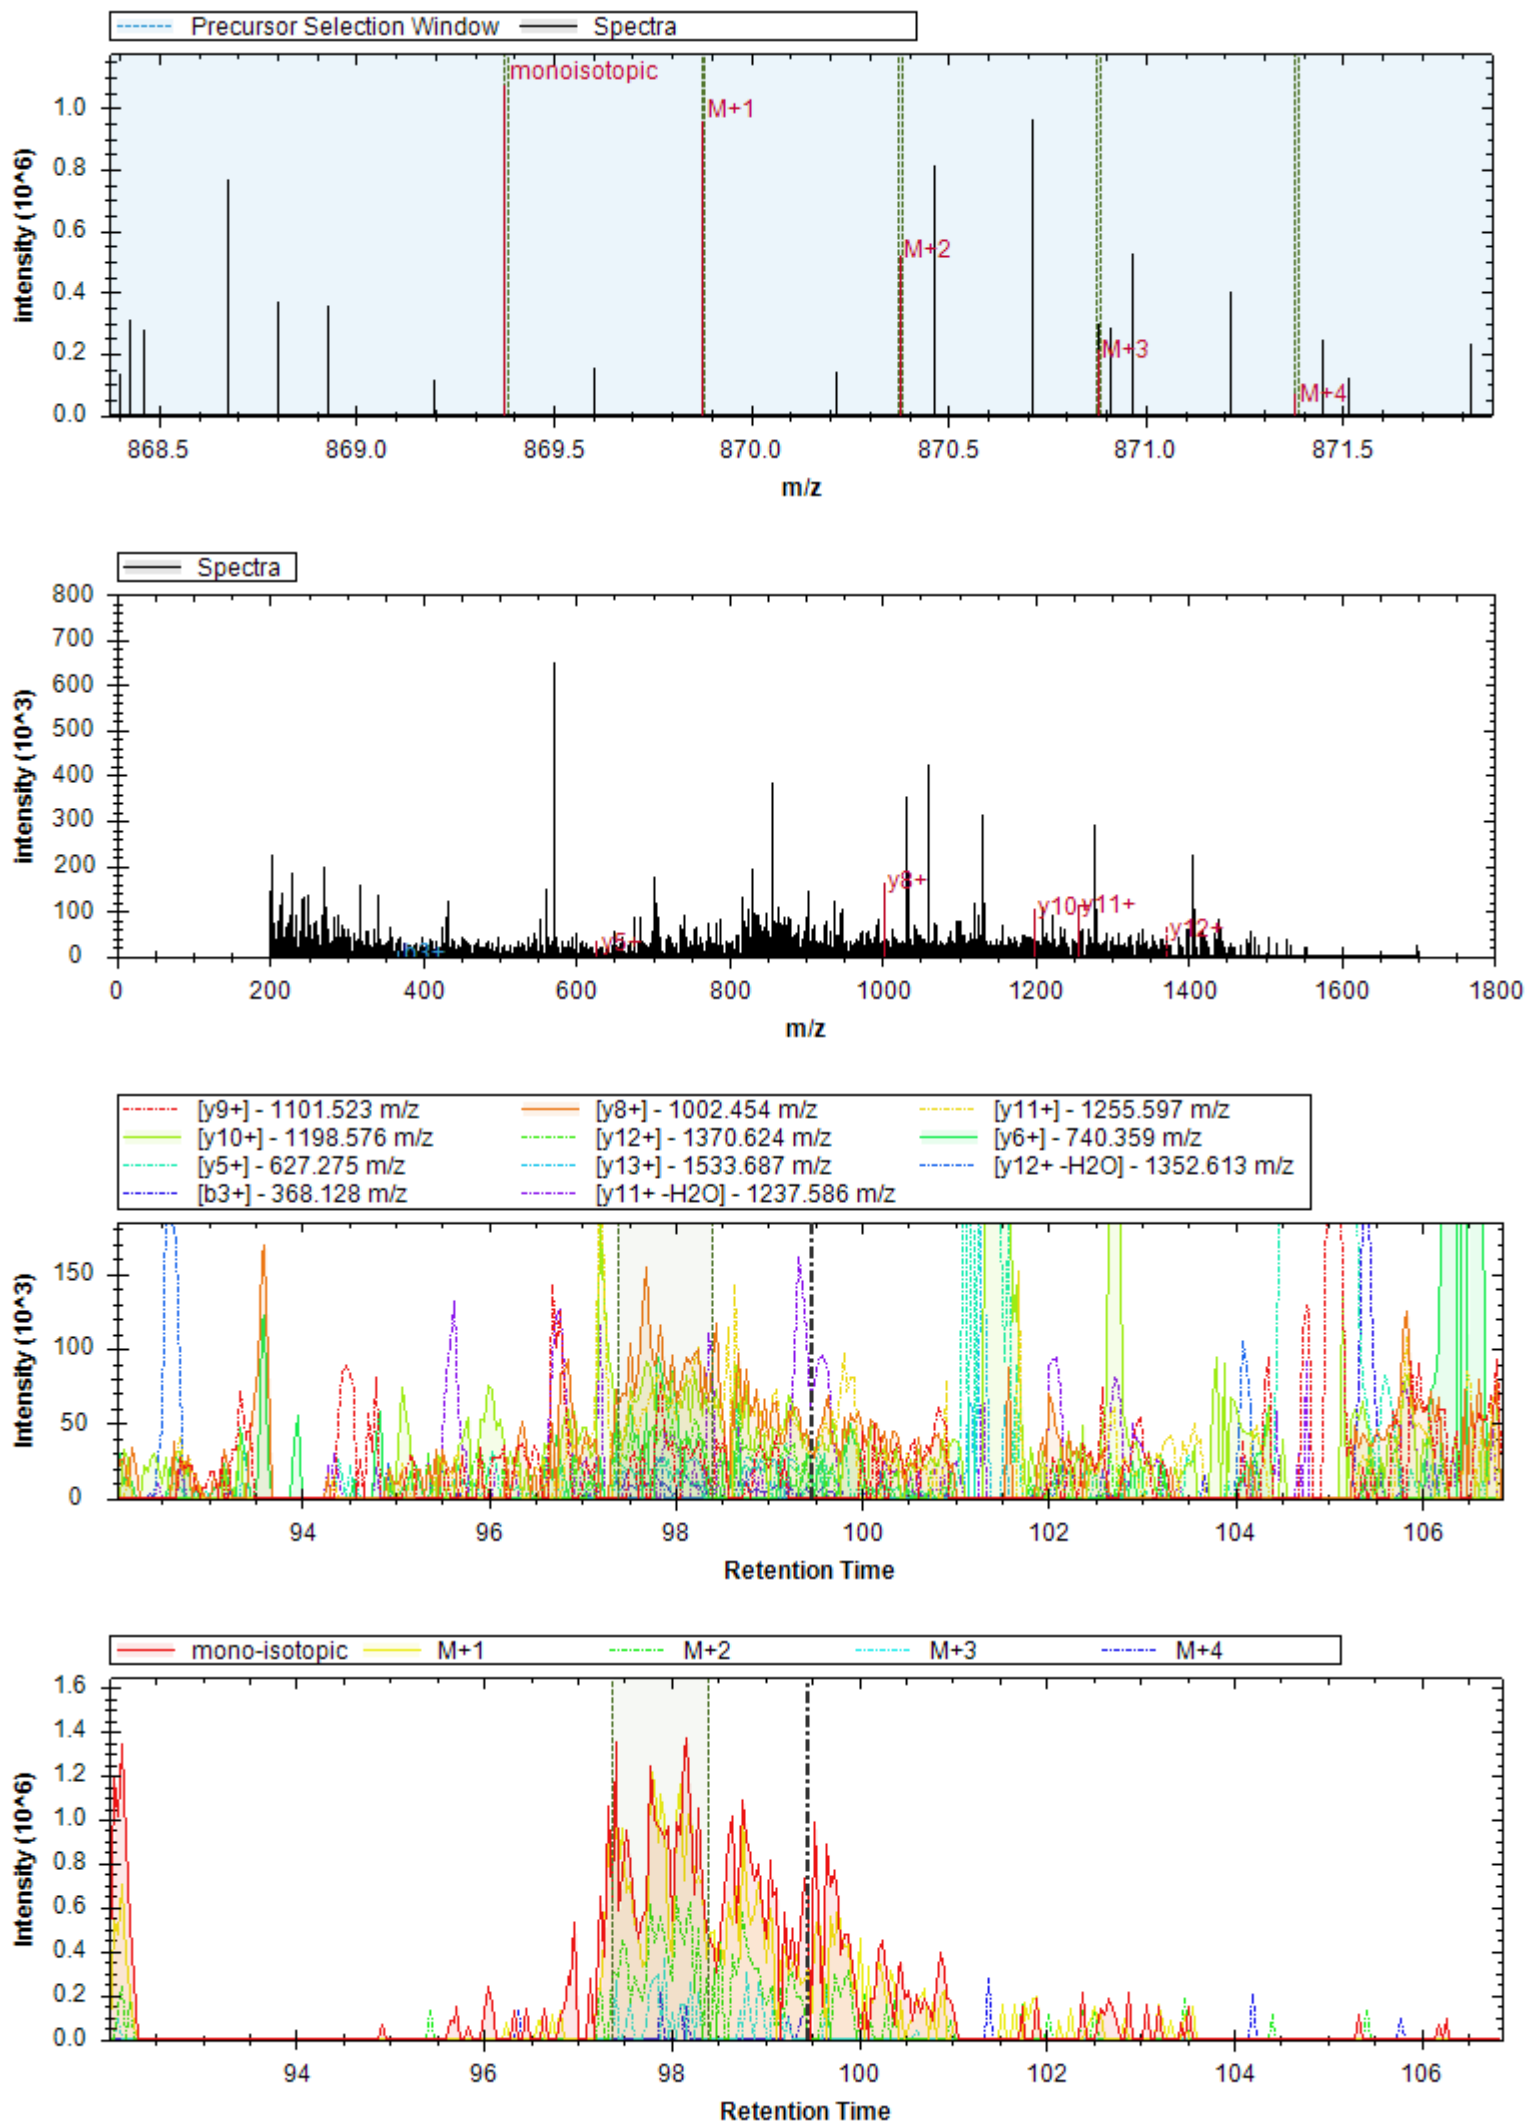 Precursor Selection Window Spectra
monoisotopic
M+1
M+2
M+3
M+4
intensity (10^6)
1.0
0.8
0.6
0.4
0.2
0.0
868.5 869.0 869.5 870.0 870.5 871.0 871.5
m/z
Spectra
intensity (10^3)
800
700
600
500
400
300
200
100
0
b3+ y5+ y8+ y10 y11+ y12+
0 200 400 600 800 1000 1200 1400 1600 1800
m/z
[y9+] - 1101.523 m/z [y8+] - 1002.454 m/z [y11+] - 1255.597 m/z
[y10+] - 1198.576 m/z [y12+] - 1370.624 m/z [y6+] - 740.359 m/z
[y5+] - 627.275 m/z [y13+] - 1533.687 m/z [y12+ -H2O] - 1352.613 m/z
[b3+] - 368.128 m/z [y11+ -H2O] - 1237.586 m/z
Intensity (10^3)
150
100
50
0
94 96 98 100 102 104 106
Retention Time
mono-isotopic M+1 M+2 M+3 M+4
Intensity (10^6)
1.6
1.4
1.2
1.0
0.8
0.6
0.4
0.2
0.0
94 96 98 100 102 104 106
Retention Time